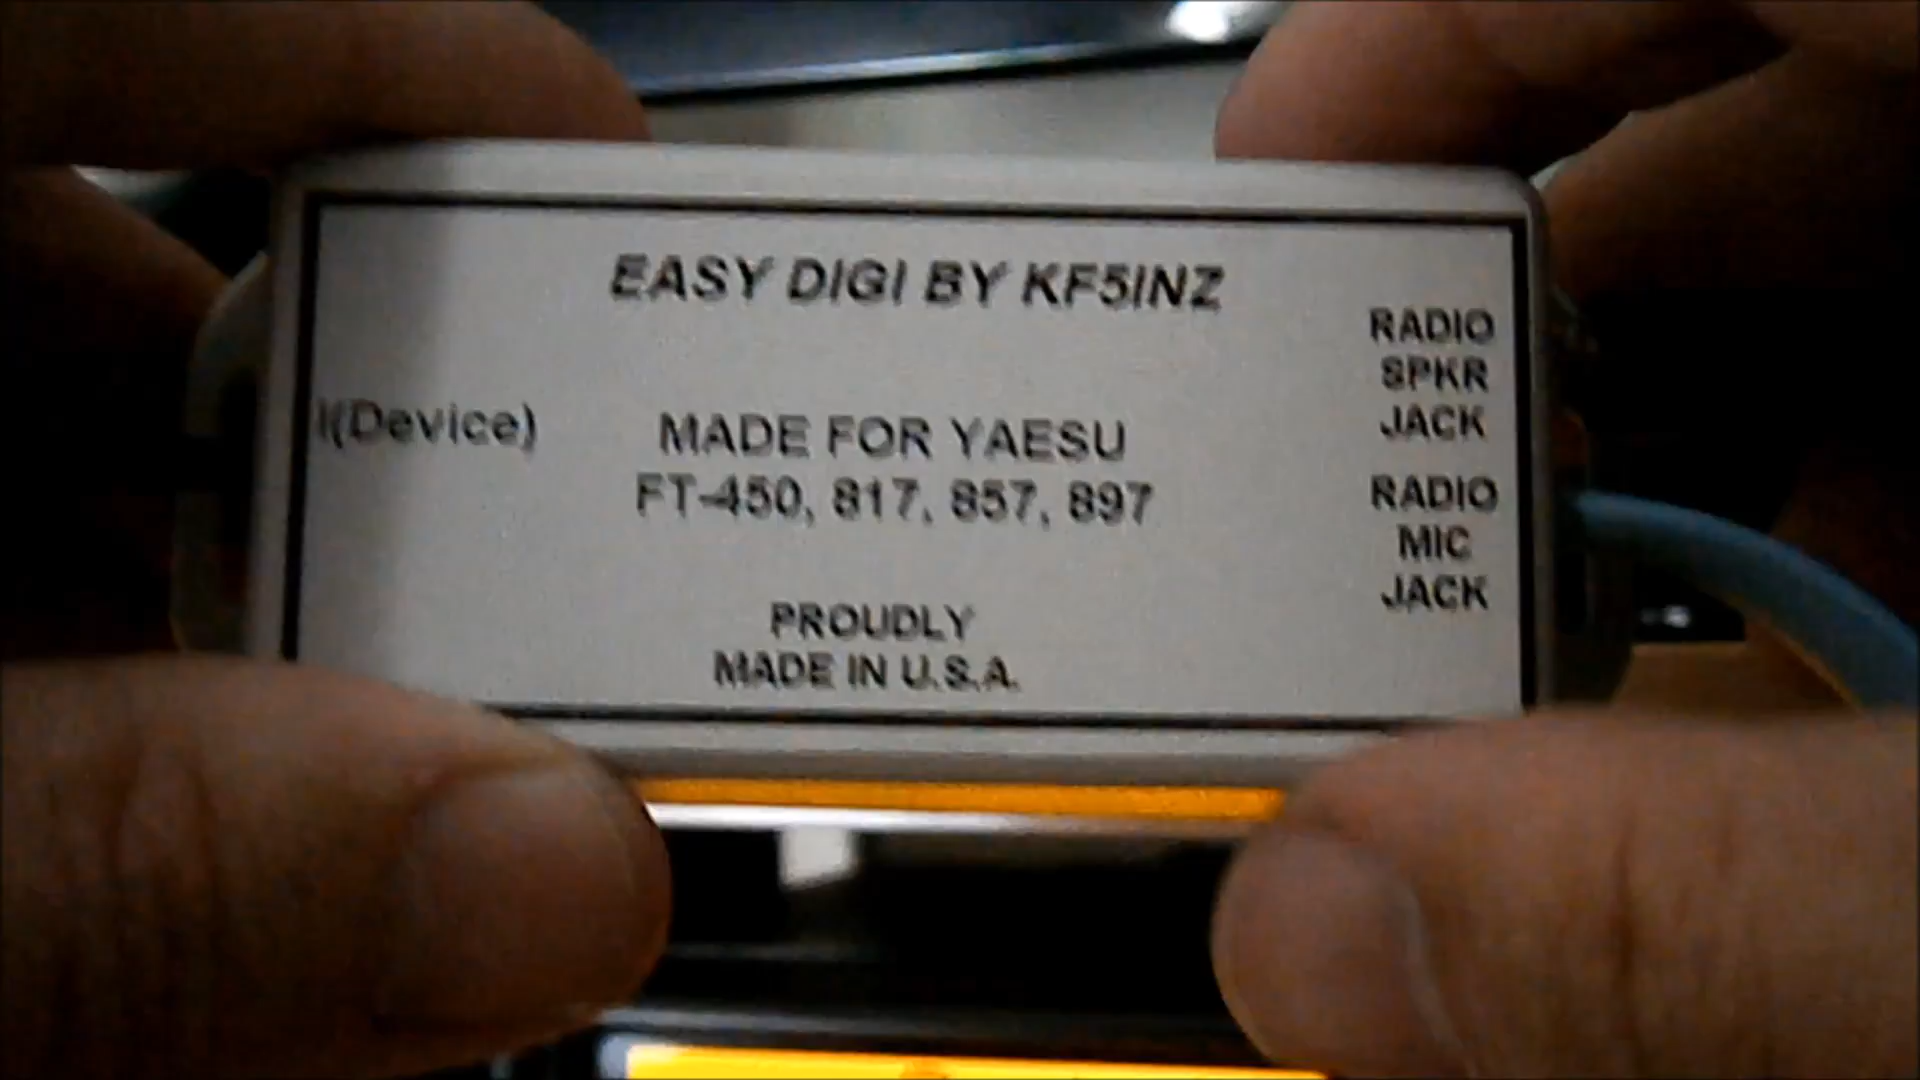 EASY DIGI BY KF5INZ
I(Device)
MADE FOR YAESU
FT-450, 817, 857, 897
PROUDLY
MADE IN U.S.A.
RADIO
SPKR
JACK
RADIO
MIC
JACK